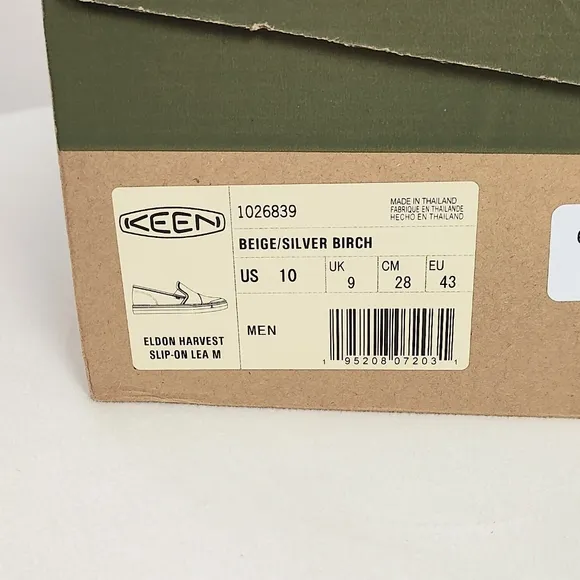 KEEN
ELDON HARVEST
SLIP-ON LEA M
1026839
MADE IN THAILAND
FABRIQUE EN THAILANDE
HECHO EN THAILAND
BEIGE/SILVER BIRCH
US 10
UK 9
CM 28
EU 43
MEN
1 95208 07203 1